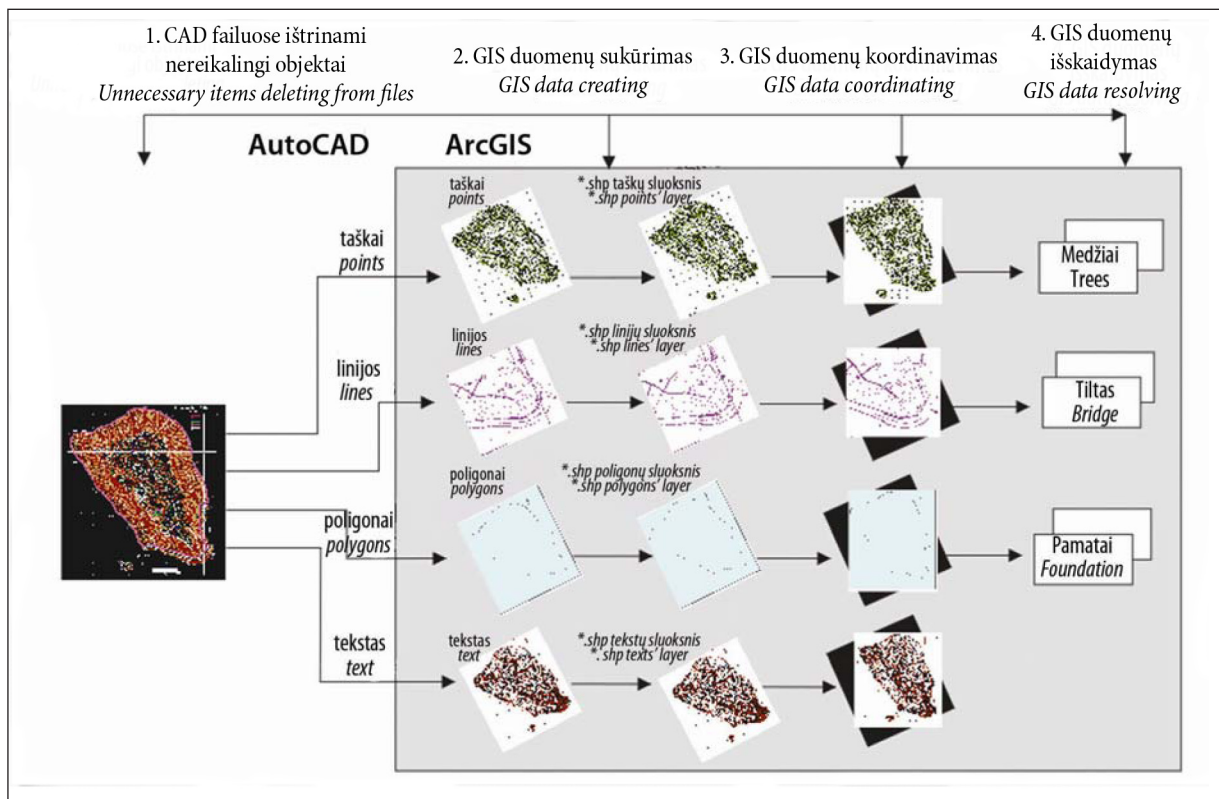 1. CAD failuose ištrinami
nereikalingi objektai
Unnecessary items deleting from files
2. GIS duomenų sukūrimas
GIS data creating
3. GIS duomenų koordinavimas
GIS data coordinating
4. GIS duomenų
išskaidymas
GIS data resolving
AutoCAD
ArcGIS
taškai
points
taškai
points
*.shp taškų sluoksnis
*.shp points' layer
Medžiai
Trees
linijos
lines
linijos
lines
*.shp linijų sluoksnis
*.shp lines' layer
Tiltas
Bridge
poligonai
polygons
poligonai
polygons
*.shp poligonų sluoksnis
*.shp polygons' layer
Pamatai
Foundation
tekstas
text
tekstas
text
*.shp tekstų sluoksnis
*. shp texts' layer